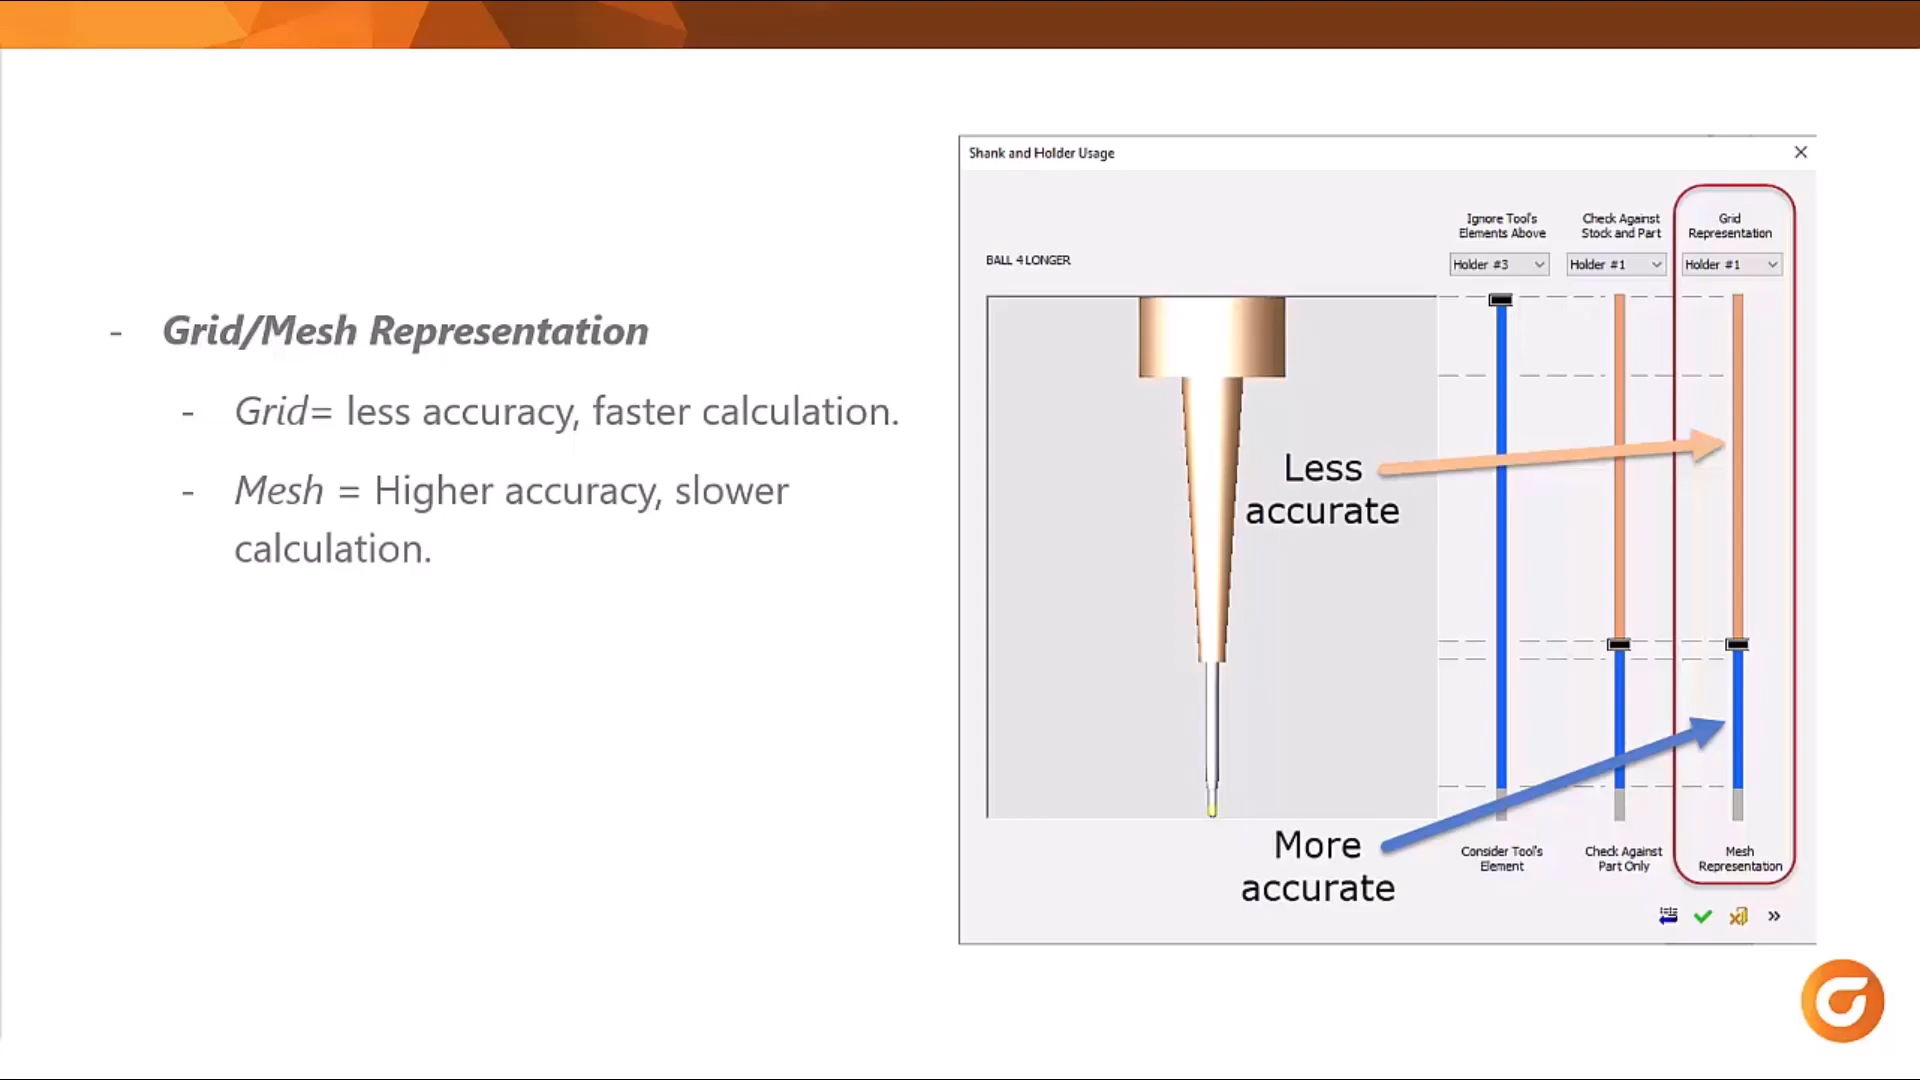 - Grid/Mesh Representation
- Grid= less accuracy, faster calculation.
- Mesh = Higher accuracy, slower
calculation.
Shank and Holder Usage
BALL 4 LONGER
Ignore Tool's
Elements Above
Check Against
Stock and Part
Grid
Representation
Holder #3
Holder #1
Holder #1
Less
accurate
More
accurate
Consider Tool's
Element
Check Against
Part Only
Mesh
Representation